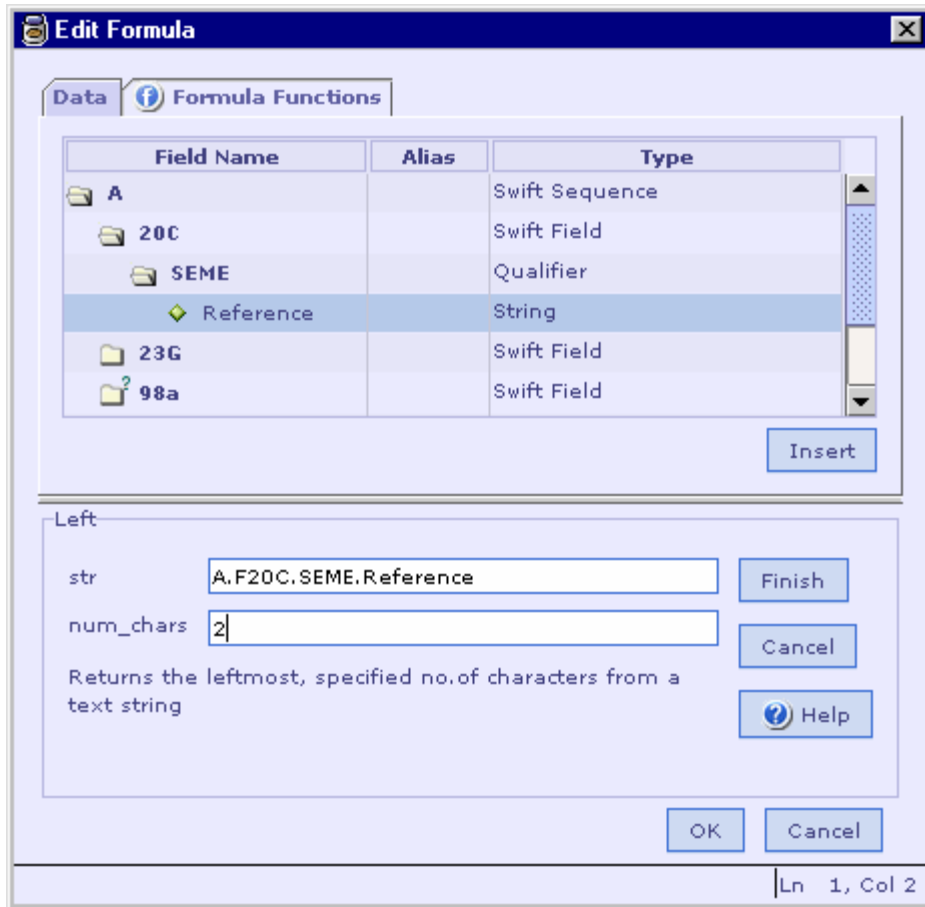 Edit Formula
Data Formula Functions
Field Name Alias Type
A Swift Sequence
20C Swift Field
SEME Qualifier
Reference String
23G Swift Field
98a Swift Field
Insert
Left
str A.F20C.SEME.Reference Finish
num_chars 2 Cancel
Returns the leftmost, specified no.of characters from a
text string
Help
OK Cancel
Ln 1, Col 2